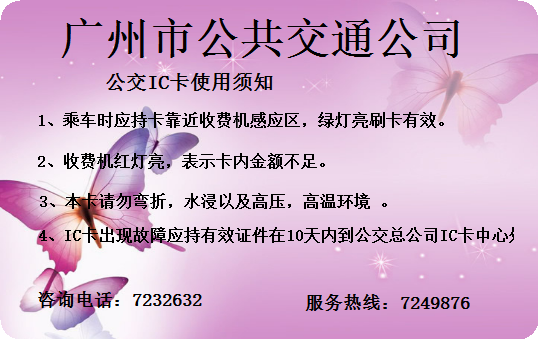 广州市公共交通公司
公交IC卡使用须知
1、乘车时应持卡靠近收费机感应区，绿灯亮刷卡有效。
2、收费机红灯亮，表示卡内金额不足。
3、本卡请勿弯折，水浸以及高压，高温环境 。
4、IC卡出现故障应持有效证件在10天内到公交总公司IC卡中心
咨询电话：7232632 服务热线：7249876